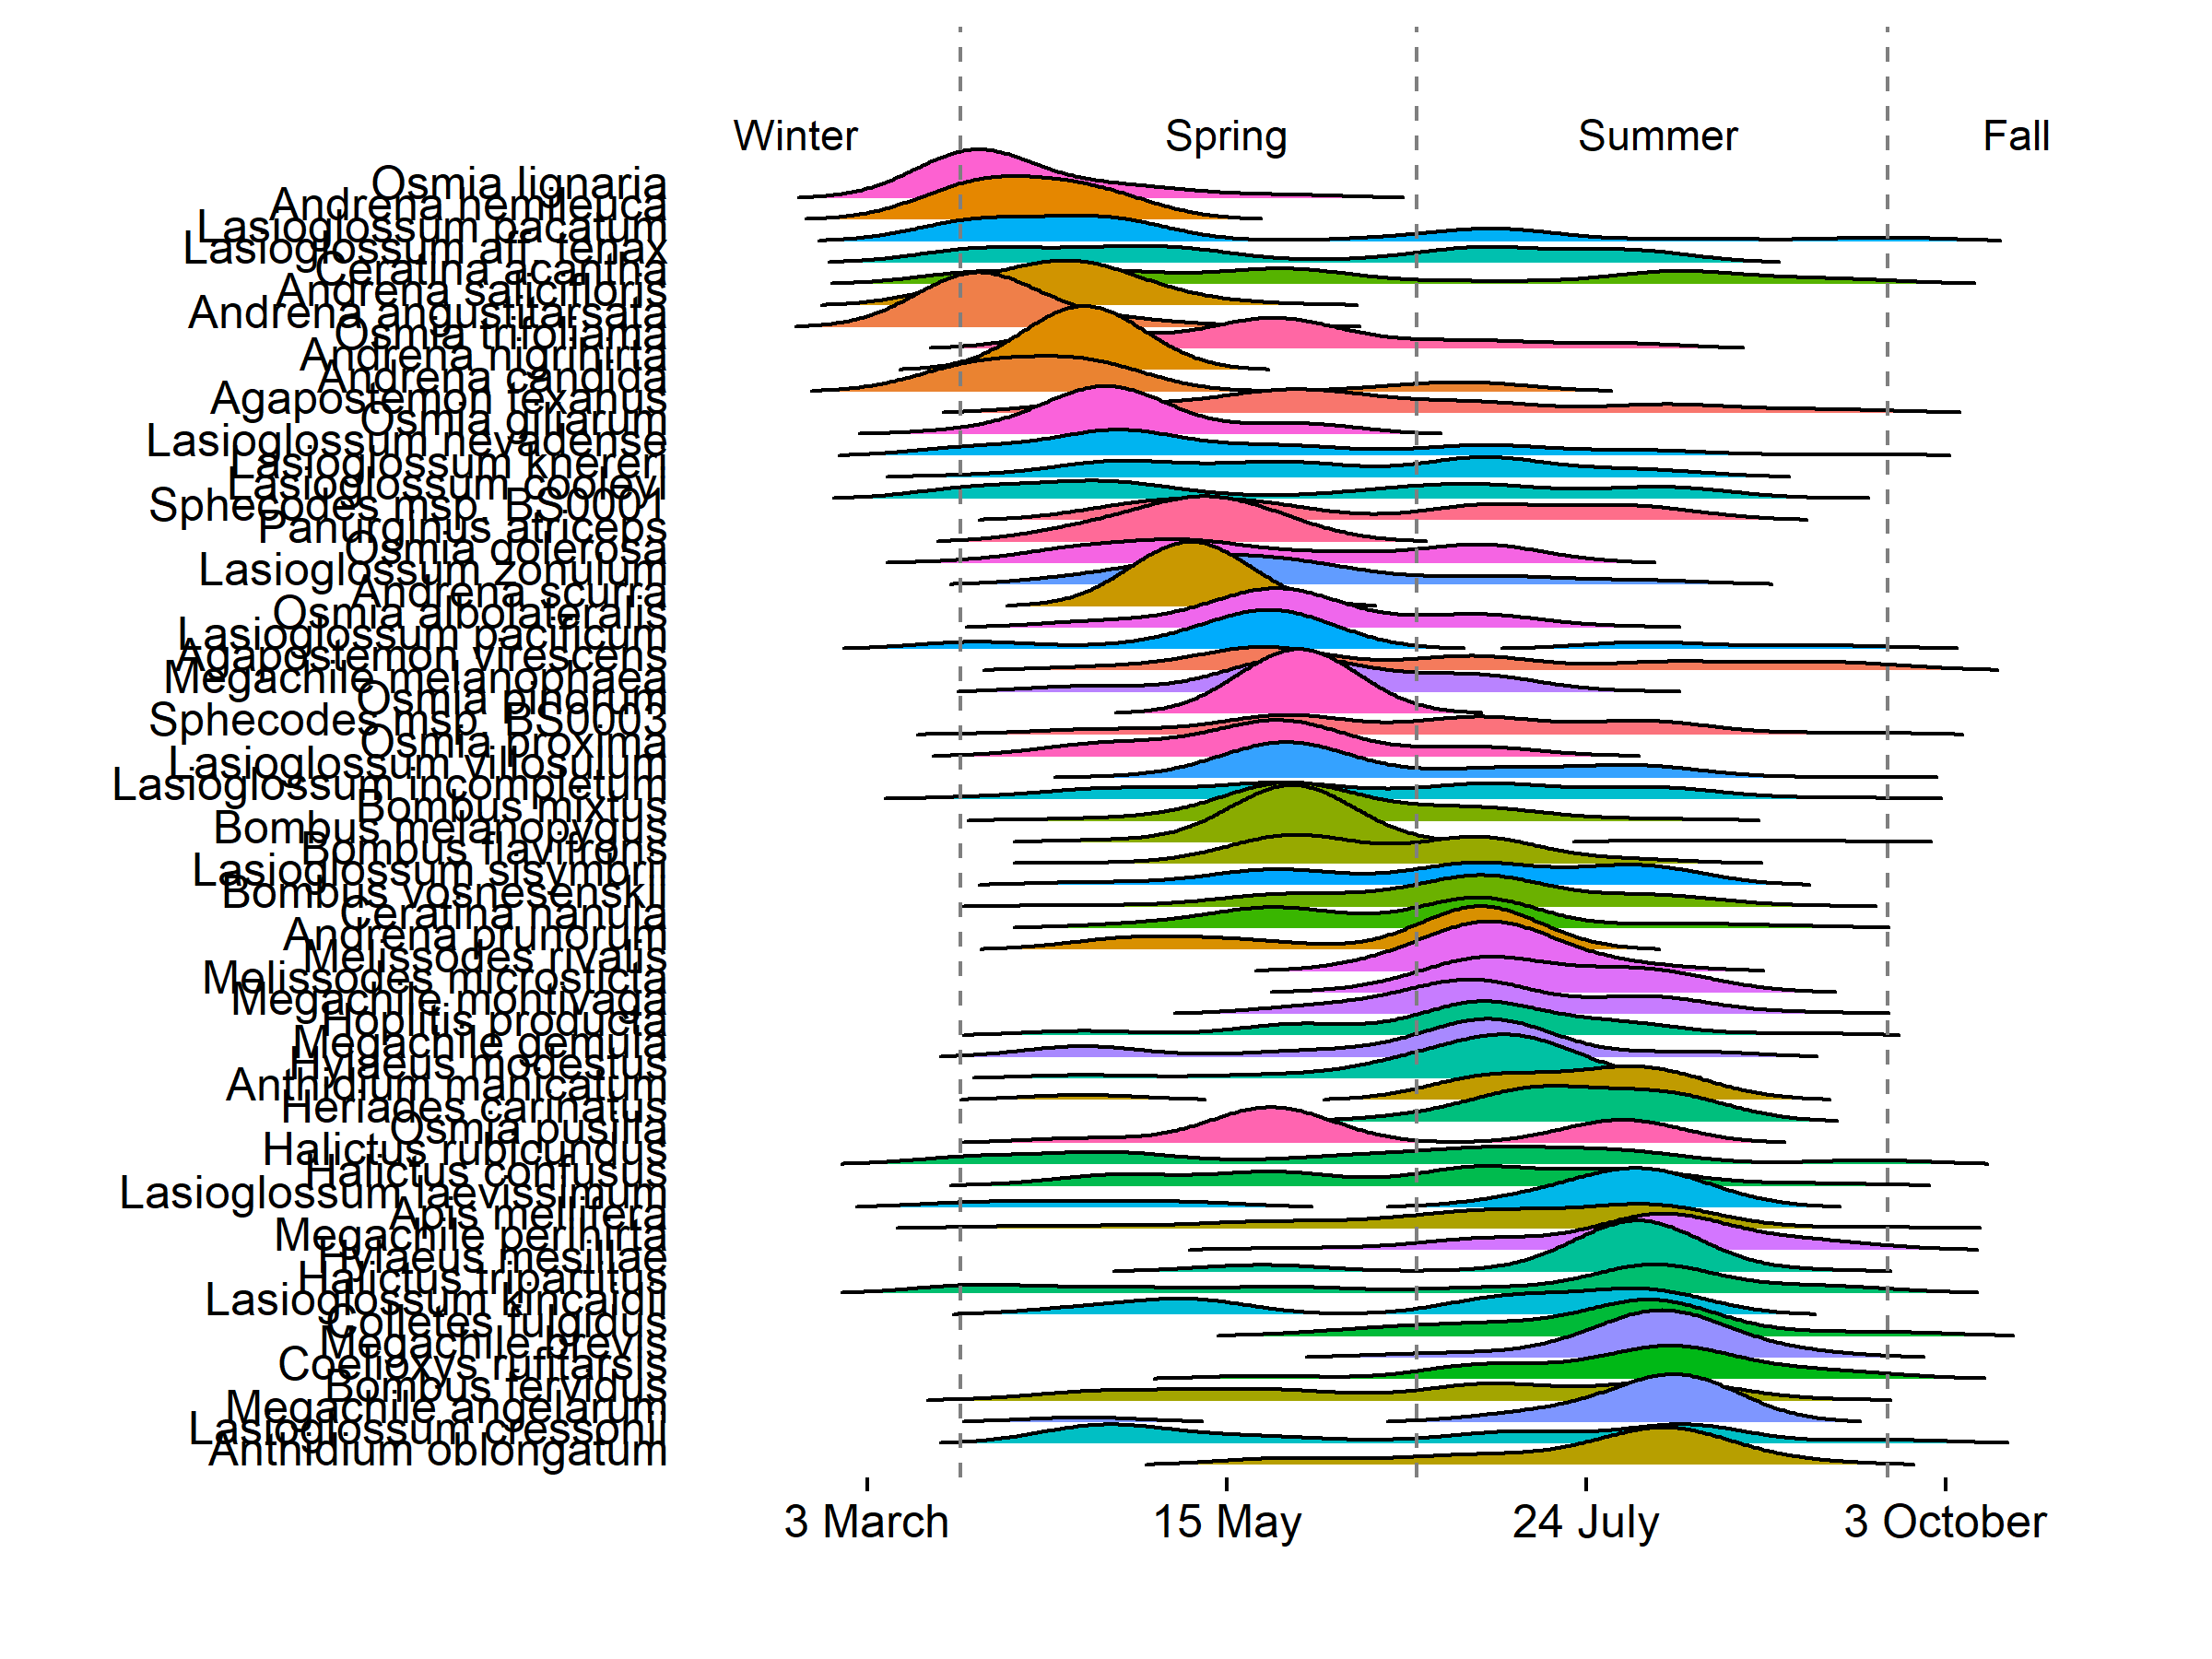 Winter Spring Summer Fall
Osmia lignaria
Andrena hemileuca
Lasioglossum pacatum
Lasioglossum aff. tenax
Ceratina acantha
Andrena salicifloris
Andrena angustitarsata
Osmia trifoliama
Andrena nigrihirta
Andrena candida
Agapostemon texanus
Osmia giliarum
Lasioglossum nevadense
Lasioglossum knereri
Lasioglossum cooleyi
Sphecodes msp. BS0001
Panurginus atriceps
Osmia dolerosa
Lasioglossum zonulum
Andrena scurra
Osmia albolateralis
Lasioglossum pacificum
Agapostemon virescens
Megachile melanophaea
Osmia pinorum
Sphecodes msp. BS0003
Osmia proxima
Lasioglossum villosulum
Lasioglossum incompletum
Bombus mixtus
Bombus melanopygus
Bombus flavifrons
Lasioglossum sisymbrii
Bombus vosnesenskii
Ceratina nanula
Andrena prunorum
Melissodes rivalis
Melissodes microsticta
Megachile montivaga
Hoplitis producta
Megachile gemula
Hylaeus modestus
Anthidium manicatum
Heriades carinatus
Osmia pusilla
Halictus rubicundus
Halictus confusus
Lasioglossum laevissimum
Apis mellifera
Megachile perihirta
Hylaeus mesillae
Halictus tripartitus
Lasioglossum kincaidii
Colletes fulgidus
Megachile brevis
Coelioxys rufitarsis
Bombus fervidus
Megachile angelarum
Lasioglossum cressonii
Anthidium oblongatum
3 March 15 May 24 July 3 October